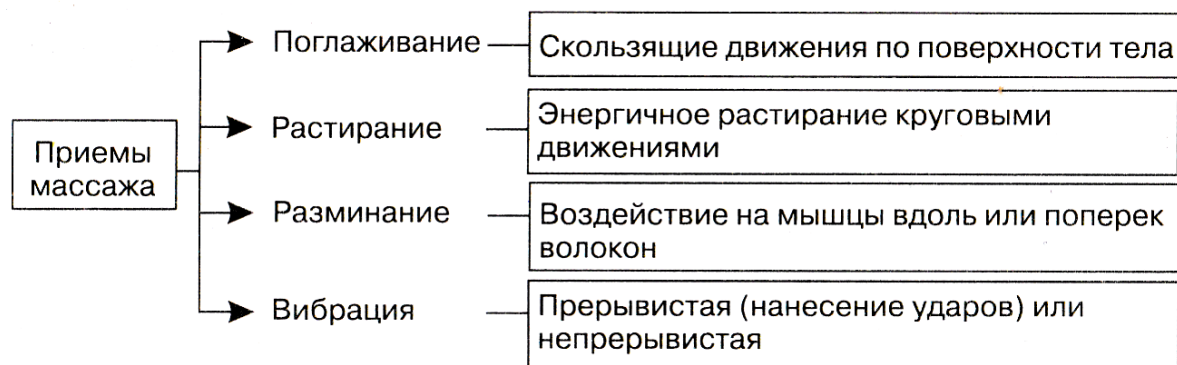 Приемы
массажа
Поглаживание
Скользящие движения по поверхности тела
Растирание
Энергичное растирание круговыми
движениями
Разминание
Воздействие на мышцы вдоль или поперек
волокон
Вибрация
Прерывистая (нанесение ударов) или
непрерывистая